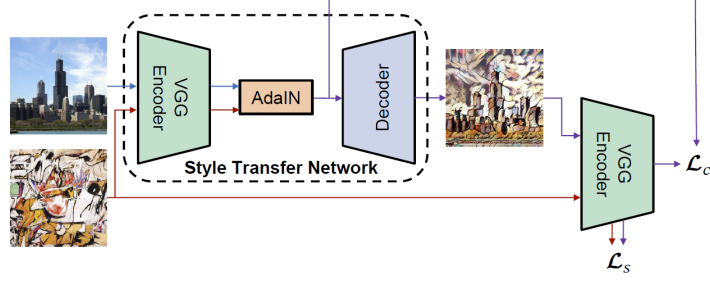 VGG
Encoder
AdaIN
Decoder
Style Transfer Network
VGG
Encoder
𝓛c
𝓛s